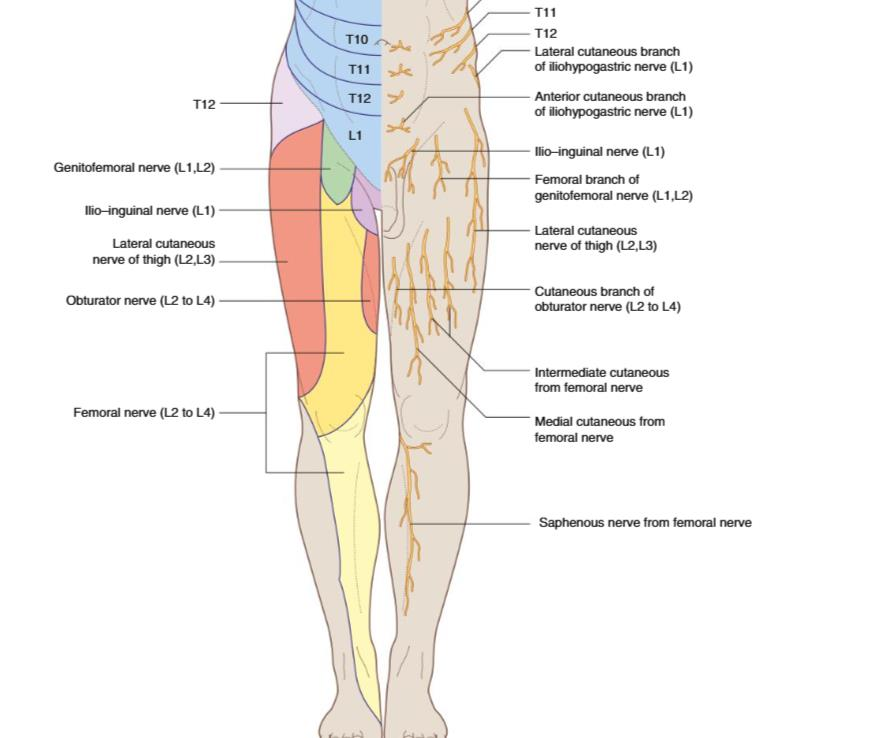 T10
T11
T12
L1
T12
Genitofemoral nerve (L1,L2)
Ilio–inguinal nerve (L1)
Lateral cutaneous
nerve of thigh (L2,L3)
Obturator nerve (L2 to L4)
Femoral nerve (L2 to L4)
T11
T12
Lateral cutaneous branch
of iliohypogastric nerve (L1)
Anterior cutaneous branch
of iliohypogastric nerve (L1)
Ilio–inguinal nerve (L1)
Femoral branch of
genitofemoral nerve (L1,L2)
Lateral cutaneous
nerve of thigh (L2,L3)
Cutaneous branch of
obturator nerve (L2 to L4)
Intermediate cutaneous
from femoral nerve
Medial cutaneous from
femoral nerve
Saphenous nerve from femoral nerve